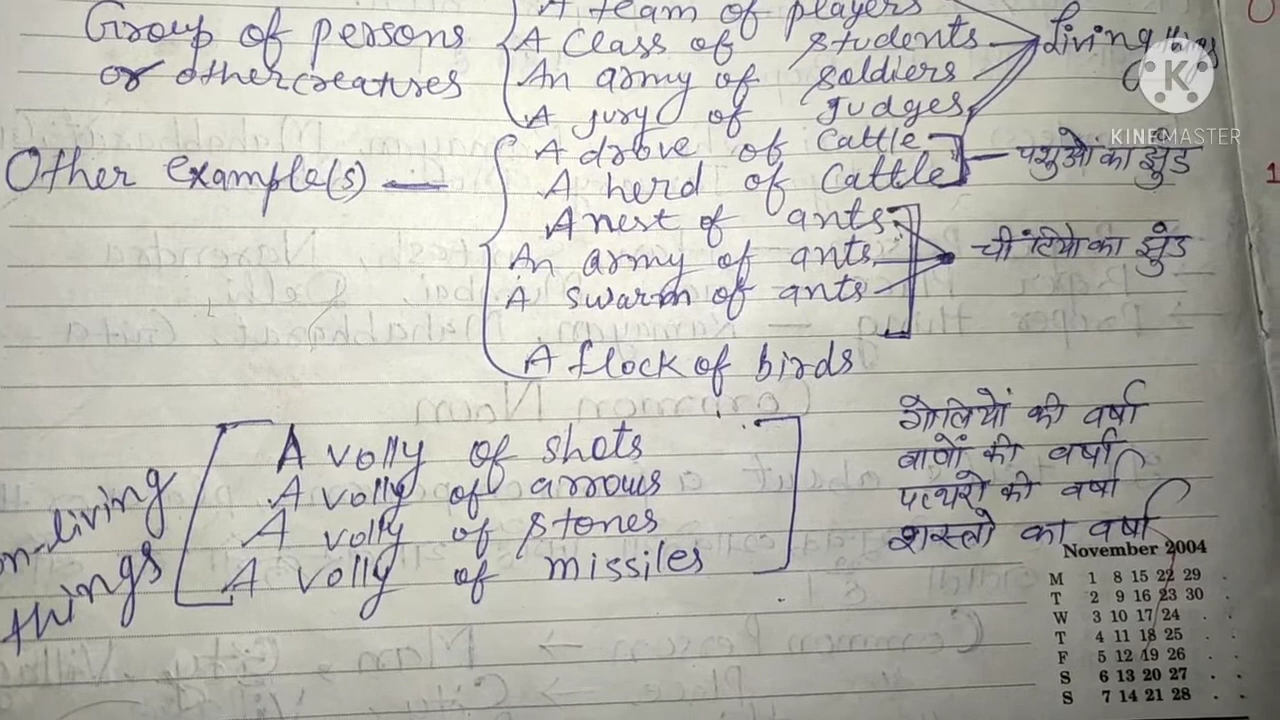 A team of players
Group of persons A Class of students Living things
or other creatures An army of soldiers
A jury of judges
KINEMASTER
A drove of cattle
Other example(s) — A herd of Cattle — पशुओ का झुंड
A nest of ants
An army of ants चीटियो का झुंड
A swarm of ants
A flock of birds
A volly of shots गोलियों की वर्षा
A volly of arrows बाणों की वर्षा
A volly of stones पत्थरो की वर्षा
A volly of missiles शस्त्रो का वर्षा
on-living
things
November 2004
M 1 8 15 22 29
T 2 9 16 23 30
W 3 10 17 24
T 4 11 18 25
F 5 12 19 26
S 6 13 20 27
S 7 14 21 28